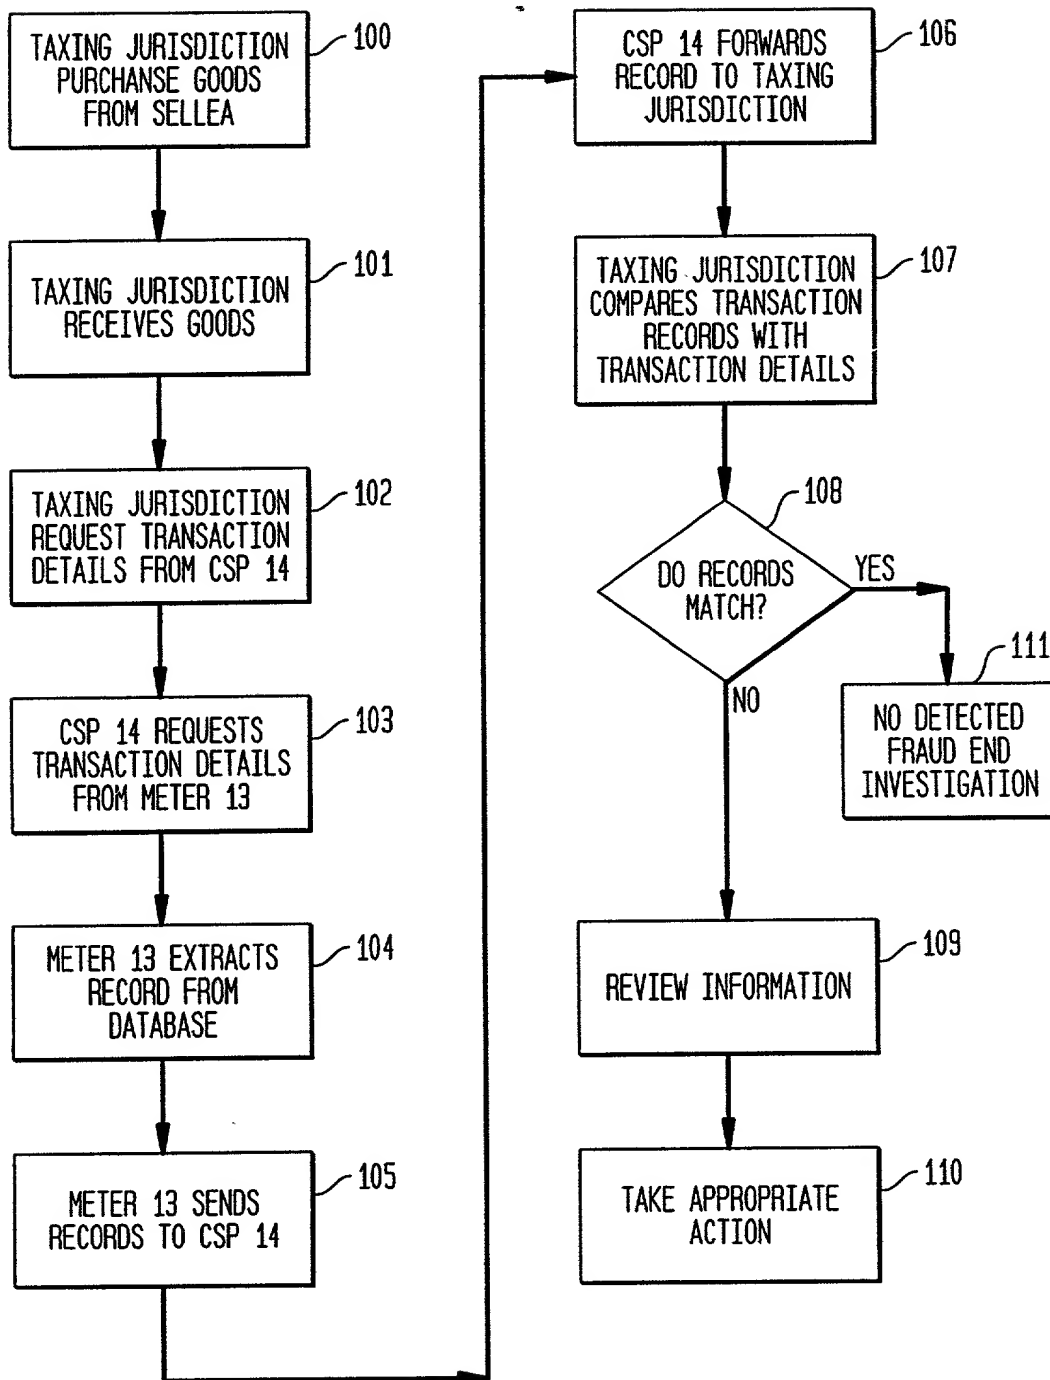 TAXING JURISDICTION
PURCHANSE GOODS
FROM SELLEA
100
TAXING JURISDICTION
RECEIVES GOODS
101
TAXING JURISDICTION
REQUEST TRANSACTION
DETAILS FROM CSP 14
102
CSP 14 REQUESTS
TRANSACTION DETAILS
FROM METER 13
103
METER 13 EXTRACTS
RECORD FROM
DATABASE
104
METER 13 SENDS
RECORDS TO CSP 14
105
CSP 14 FORWARDS
RECORD TO TAXING
JURISDICTION
106
TAXING JURISDICTION
COMPARES TRANSACTION
RECORDS WITH
TRANSACTION DETAILS
107
DO RECORDS
MATCH?
108
YES
NO
NO DETECTED
FRAUD END
INVESTIGATION
111
REVIEW INFORMATION
109
TAKE APPROPRIATE
ACTION
110